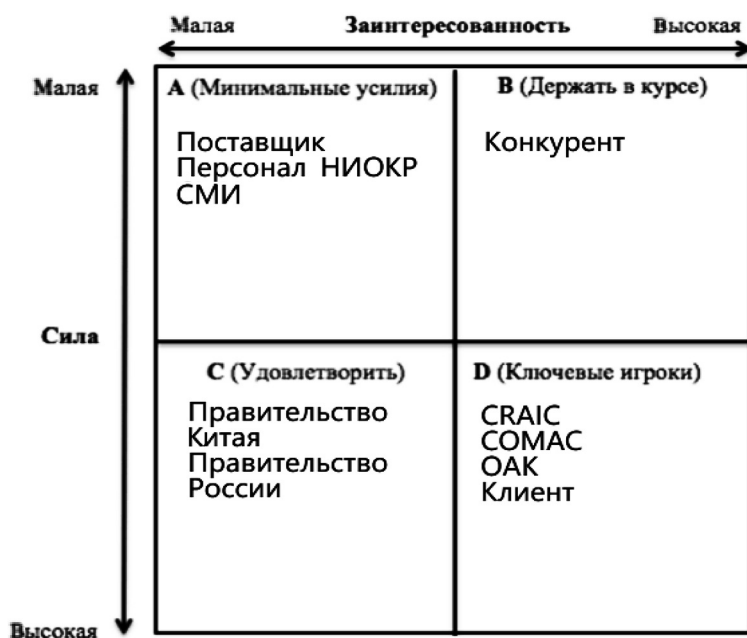 Малая Заинтересованность Высокая
Малая
A (Минимальные усилия)
Поставщик
Персонал НИОКР
СМИ
B (Держать в курсе)
Конкурент
Сила
C (Удовлетворить)
Правительство
Китая
Правительство
России
D (Ключевые игроки)
CRAIC
COMAC
ОАК
Клиент
Высокая